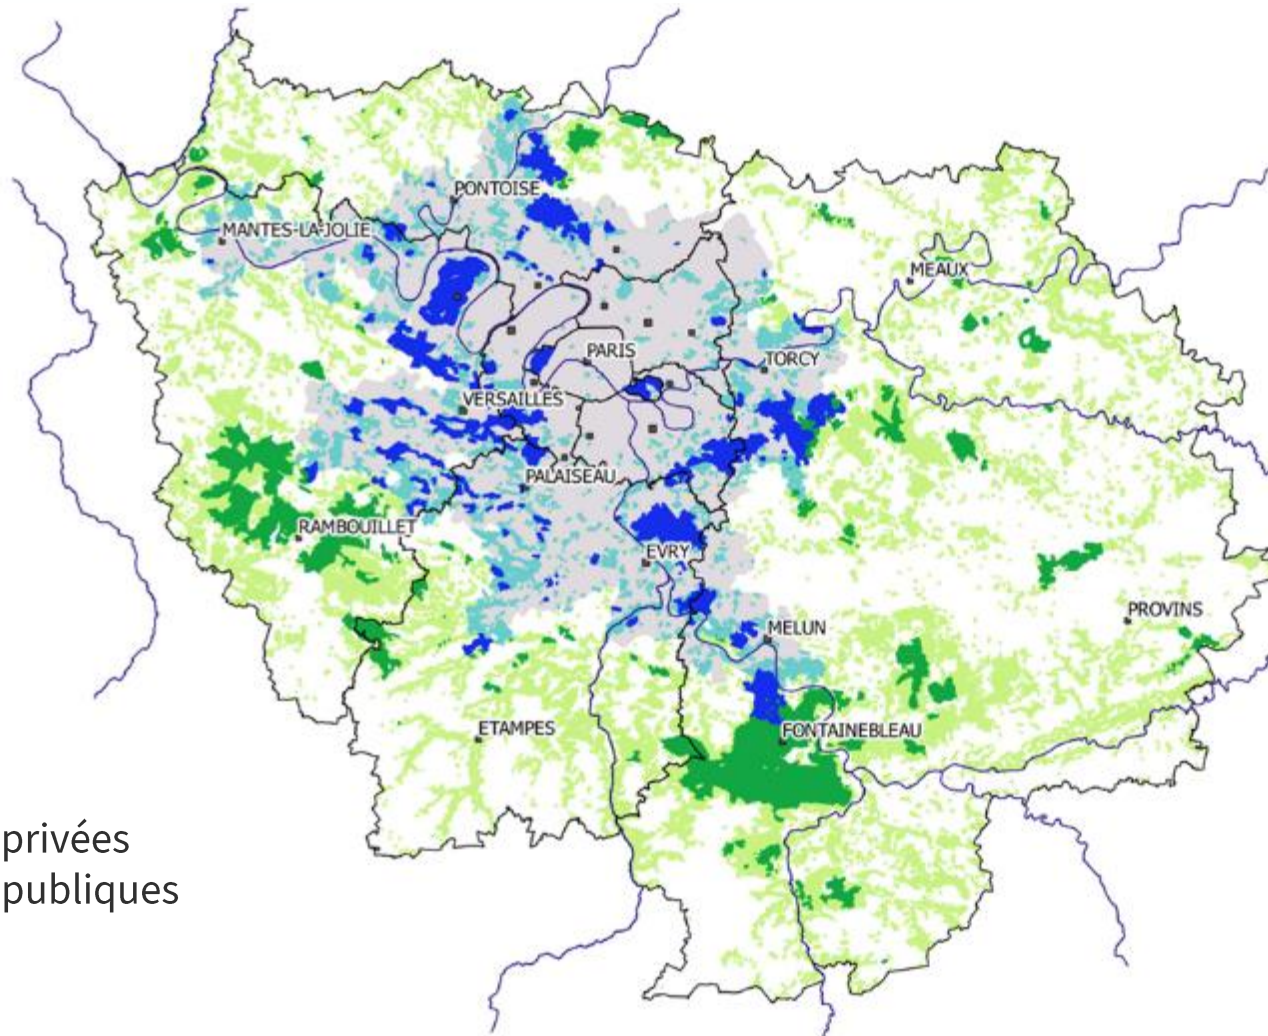 PONTOISE
MANTES-LA-JOLIE
MEAUX
PARIS
TORCY
VERSAILLES
PALAISEAU
RAMBOUILLET
EVRY
PROVINS
MELUN
ETAMPES
FONTAINEBLEAU
privées
publiques